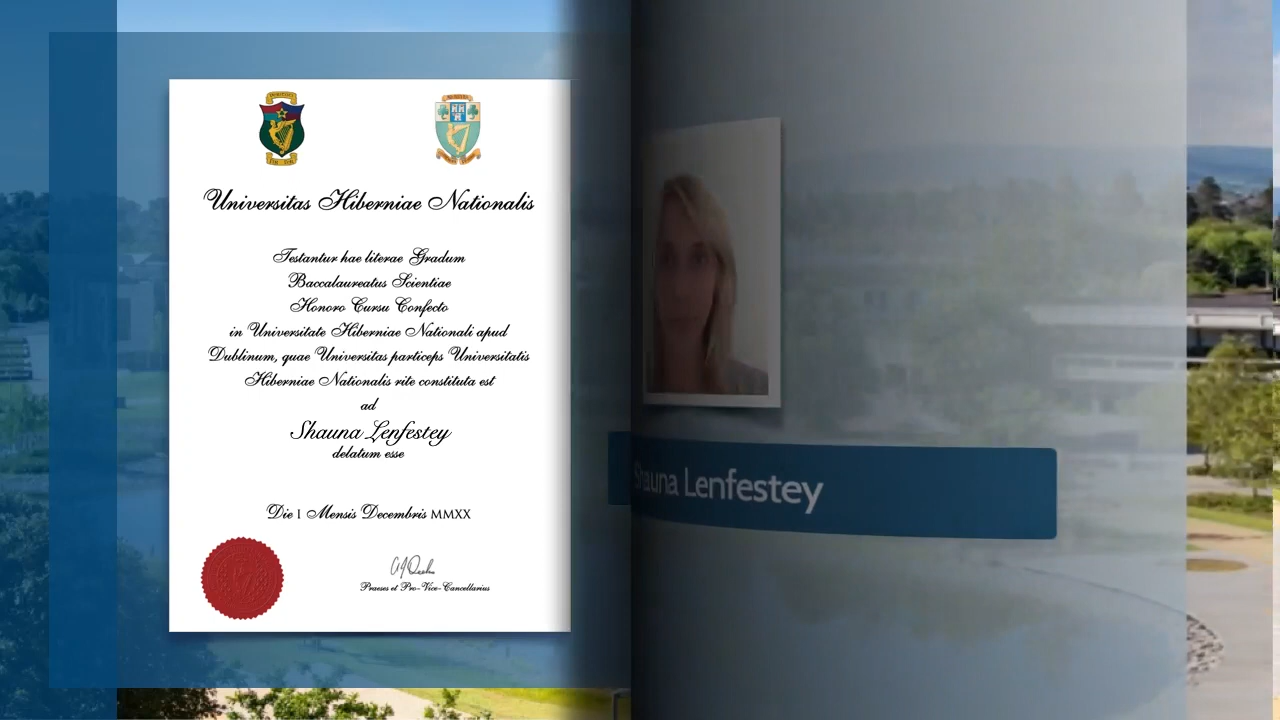 Universitas Hiberniae Nationalis
Testantur hae literae Gradum
Baccalaureatus Scientiae
Honoro Cursu Confecto
in Universitate Hiberniae Nationali apud
Dublinum, quae Universitas particeps Universitatis
Hiberniae Nationalis rite constituta est
ad
Shauna Lenfestey
delatum esse
Die 1 Mensis Decembris MMXX
Praeses et Pro-Vice-Cancellarius
Shauna Lenfestey